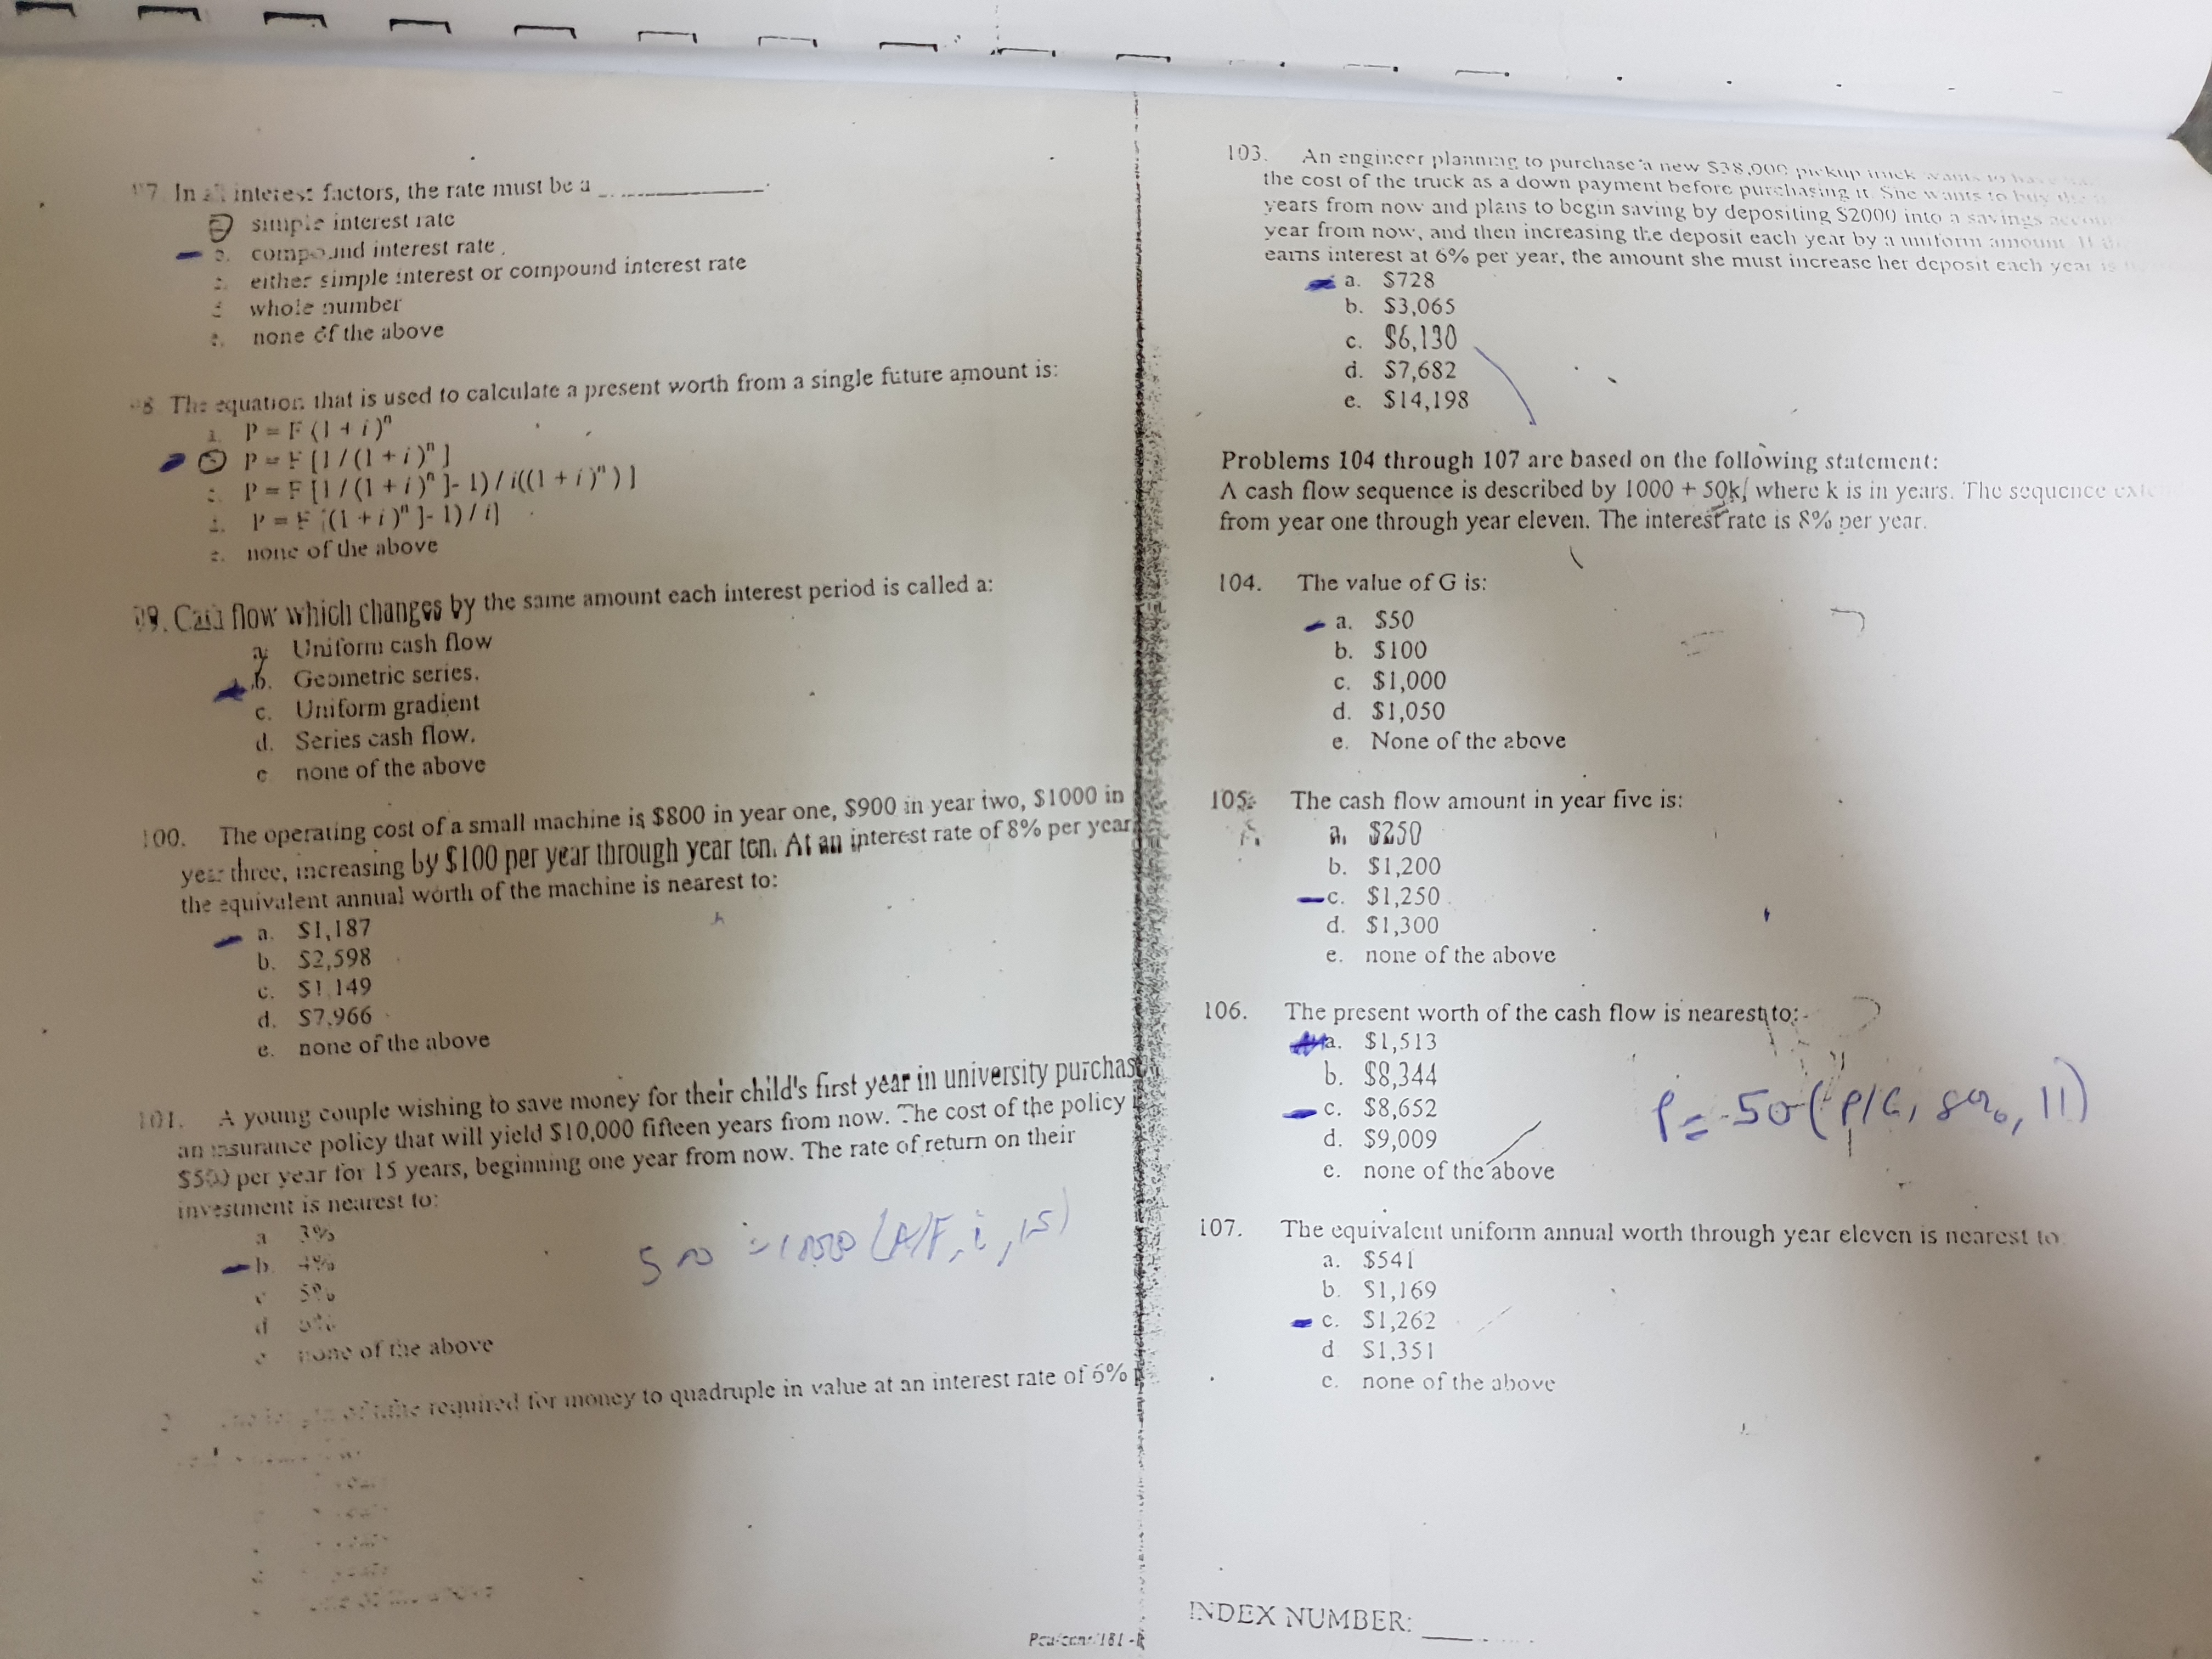 97 In all interest factors, the rate must be a
a. simple interest rate
b. compound interest rate.
c. either simple interest or compound interest rate
d. whole number
e. none of the above
98 The equation that is used to calculate a present worth from a single future amount is:
P = F (1 + i)ⁿ
P = F [1 / (1 + i)ⁿ ]
P = F [1 / (1 + i)ⁿ ]- 1) / i((1 + i)ⁿ ) ]
P = F [(1 + i)ⁿ ]- 1) / i]
none of the above
99. Cash flow which changes by the same amount each interest period is called a:
a. Uniform cash flow
b. Geometric series.
c. Uniform gradient
d. Series cash flow.
e none of the above
100. The operating cost of a small machine is $800 in year one, $900 in year two, $1000 in
year three, increasing by $100 per year through year ten. At an interest rate of 8% per year
the equivalent annual worth of the machine is nearest to:
a. $1,187
b. $2,598
c. $1 149
d. $7,966
e. none of the above
101. A young couple wishing to save money for their child's first year in university purchas
an insurance policy that will yield $10,000 fifteen years from now. The cost of the policy i
$500 per year for 15 years, beginning one year from now. The rate of return on their
investment is nearest to:
a 3%
b. 4%
c 5%
d
none of the above
required for money to quadruple in value at an interest rate of 6%
INDEX NUMBER:
103. An engineer planning to purchase a new $38,000 pickup truck wants to have
the cost of the truck as a down payment before purchasing it She wants to buy the
years from now and plans to begin saving by depositing $2000 into a savings accou
year from now, and then increasing the deposit each year by a uniform amount If th
earns interest at 6% per year, the amount she must increase her deposit each year is
a. $728
b. $3,065
c. $6,130
d. $7,682
e. $14,198
Problems 104 through 107 are based on the following statement:
A cash flow sequence is described by 1000 + 50k, where k is in years. The sequence exte
from year one through year eleven. The interest rate is 8% per year.
104. The value of G is:
a. $50
b. $100
c. $1,000
d. $1,050
e. None of the above
105. The cash flow amount in year five is:
a. $250
b. $1,200
c. $1,250
d. $1,300
e. none of the above
106. The present worth of the cash flow is nearest to:
a. $1,513
b. $8,344
c. $8,652
d. $9,009
e. none of the above
P = 50(P/G, 8%, 11)
107. The equivalent uniform annual worth through year eleven is nearest to
a. $541
b. $1,169
c. $1,262
d $1,351
e. none of the above